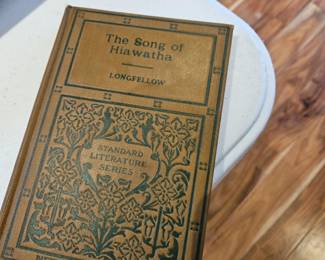 The Song of
Hiawatha
LONGFELLOW
STANDARD
LITERATURE
SERIES